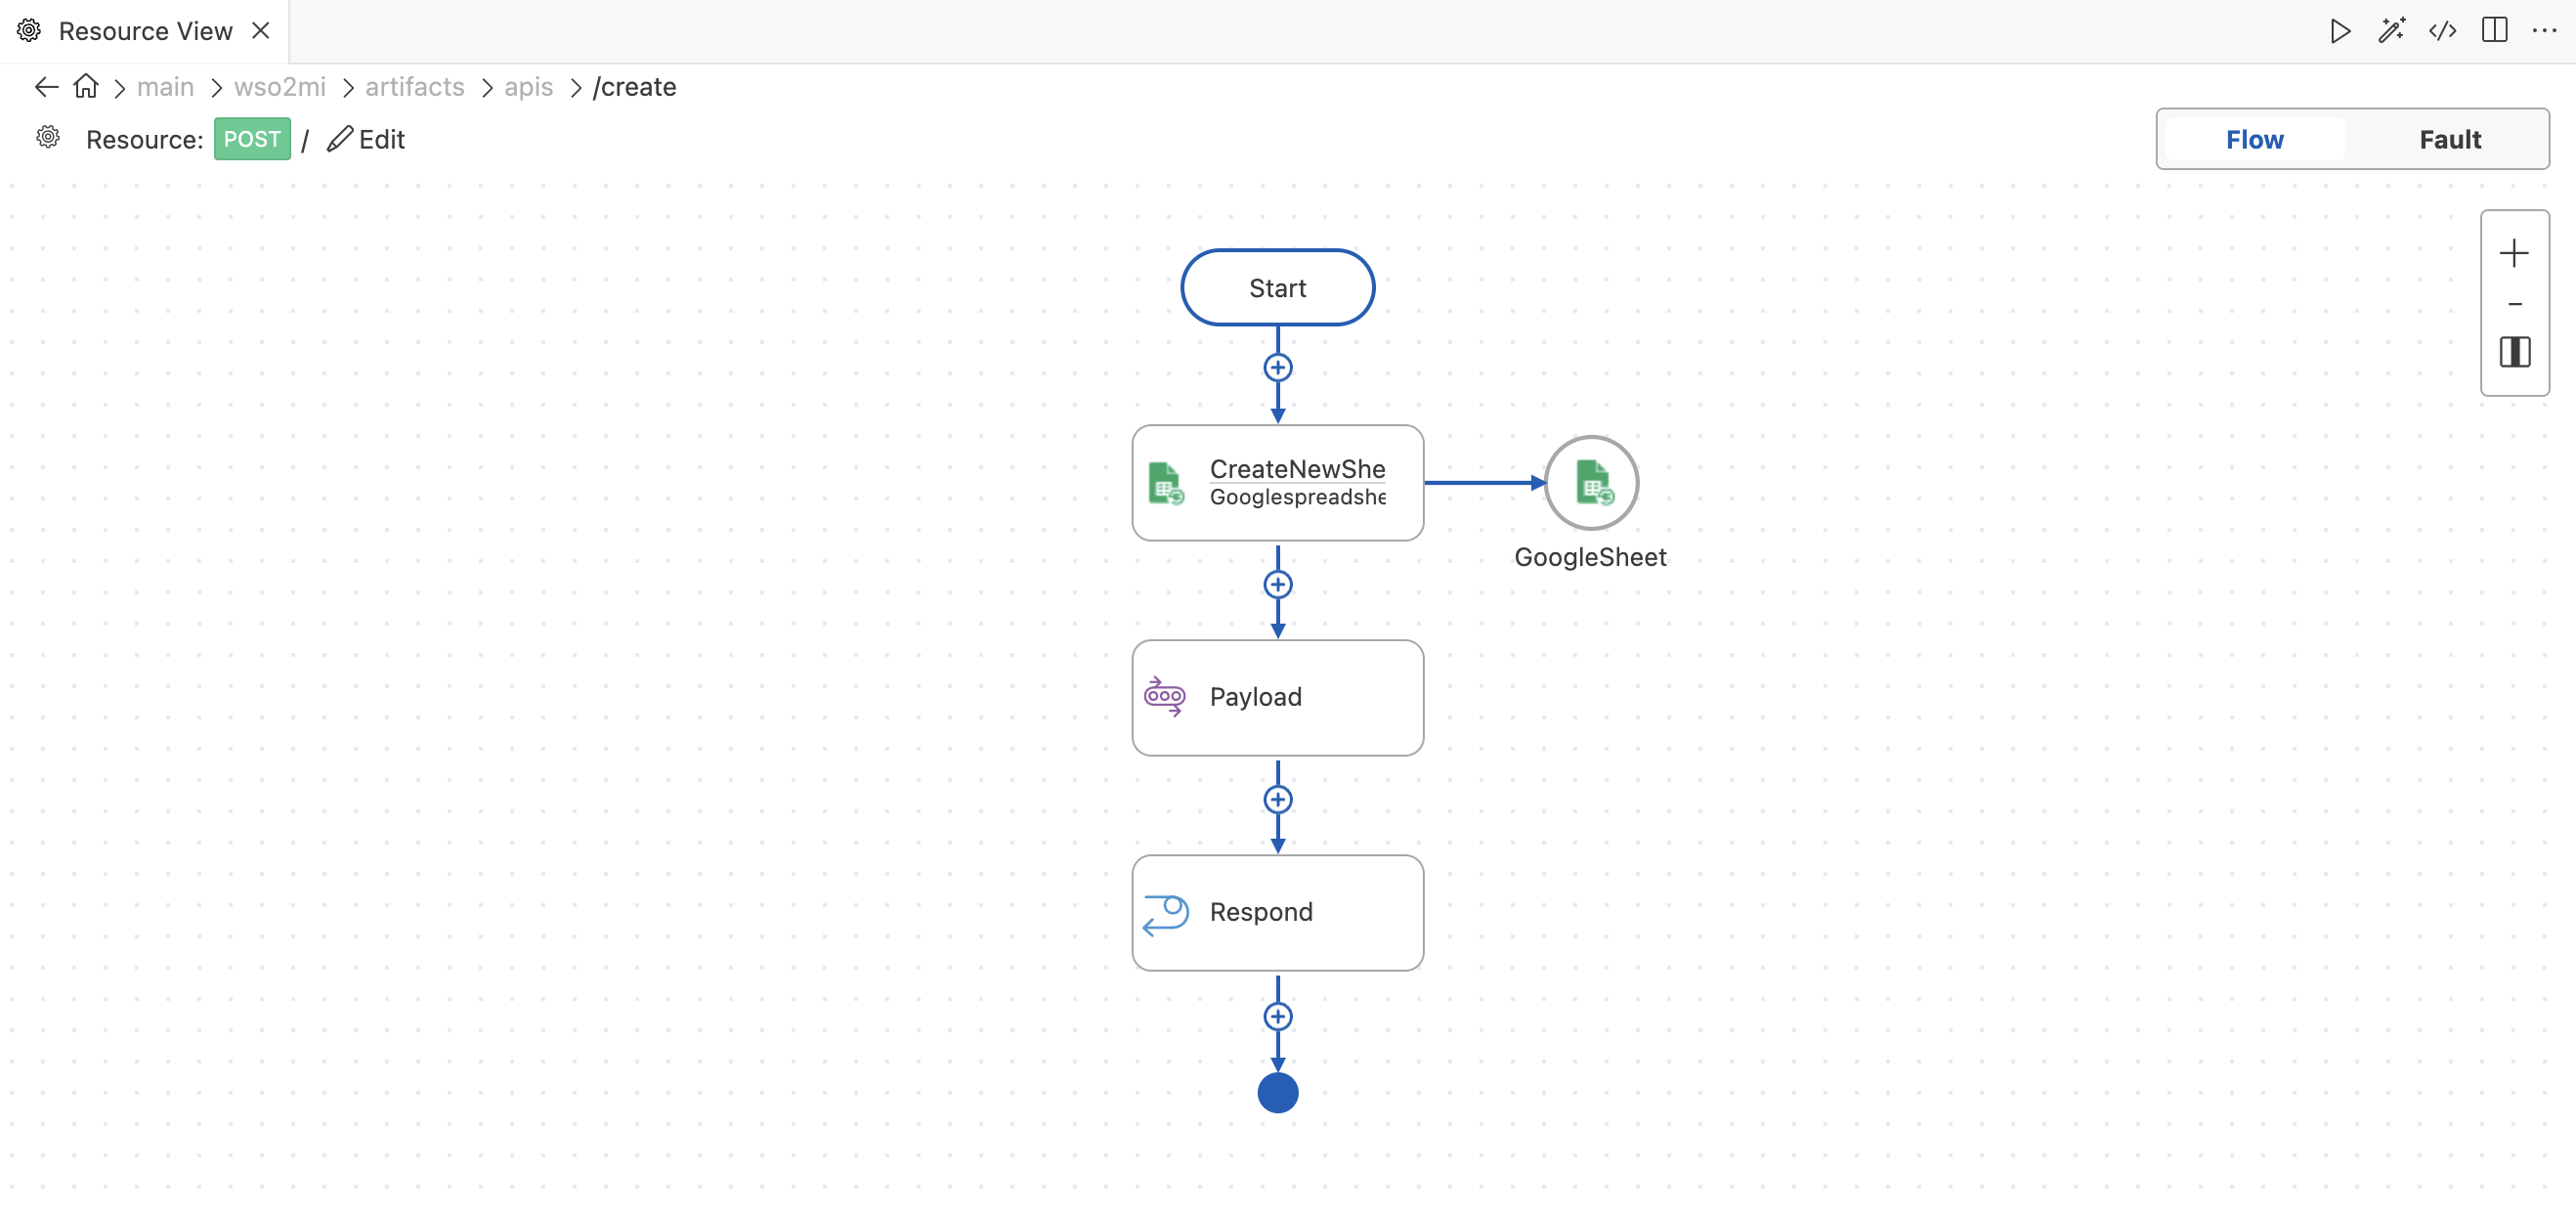 Resource View
main wso2mi artifacts apis /create
Resource: POST / Edit
Flow Fault
Start
CreateNewShe
Googlespreadshe
GoogleSheet
Payload
Respond